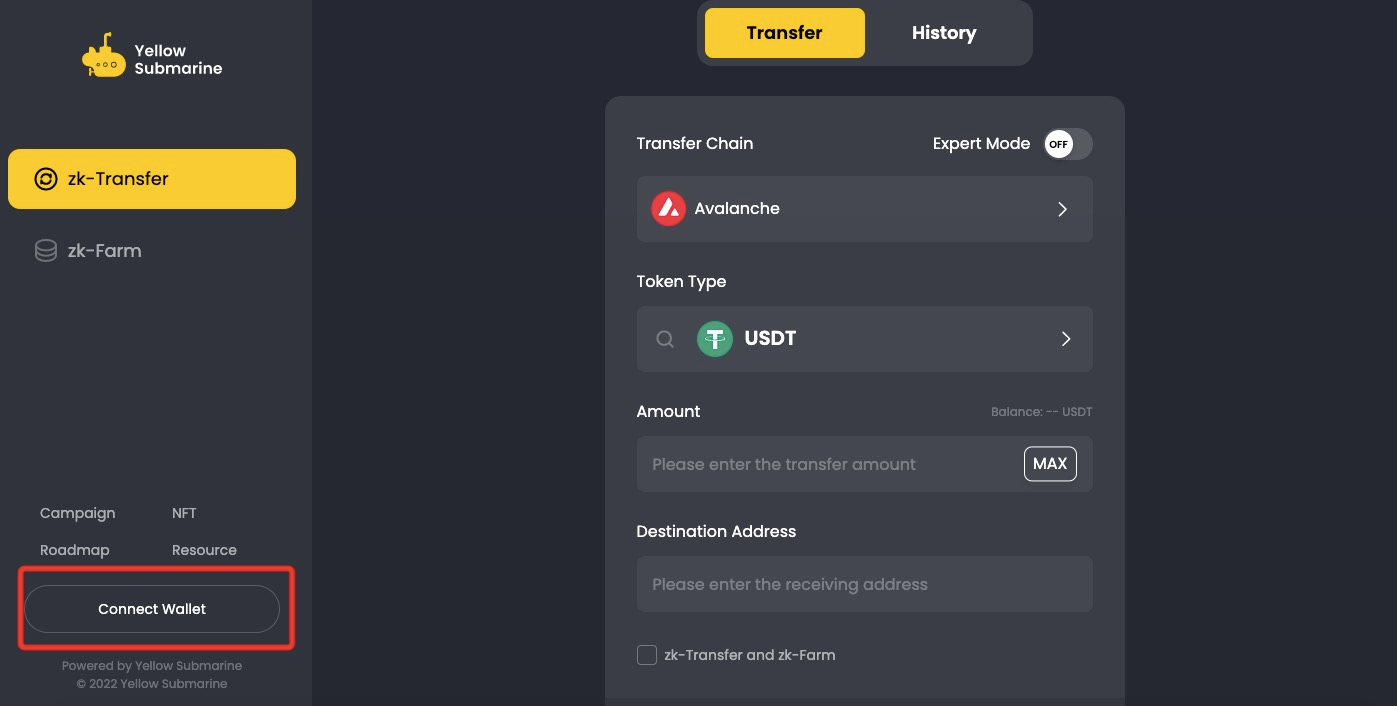 Yellow
Submarine
zk-Transfer
zk-Farm
Campaign NFT
Roadmap Resource
Connect Wallet
Powered by Yellow Submarine
© 2022 Yellow Submarine
Transfer History
Transfer Chain Expert Mode OFF
Avalanche
Token Type
USDT
Amount Balance: -- USDT
Please enter the transfer amount MAX
Destination Address
Please enter the receiving address
zk-Transfer and zk-Farm